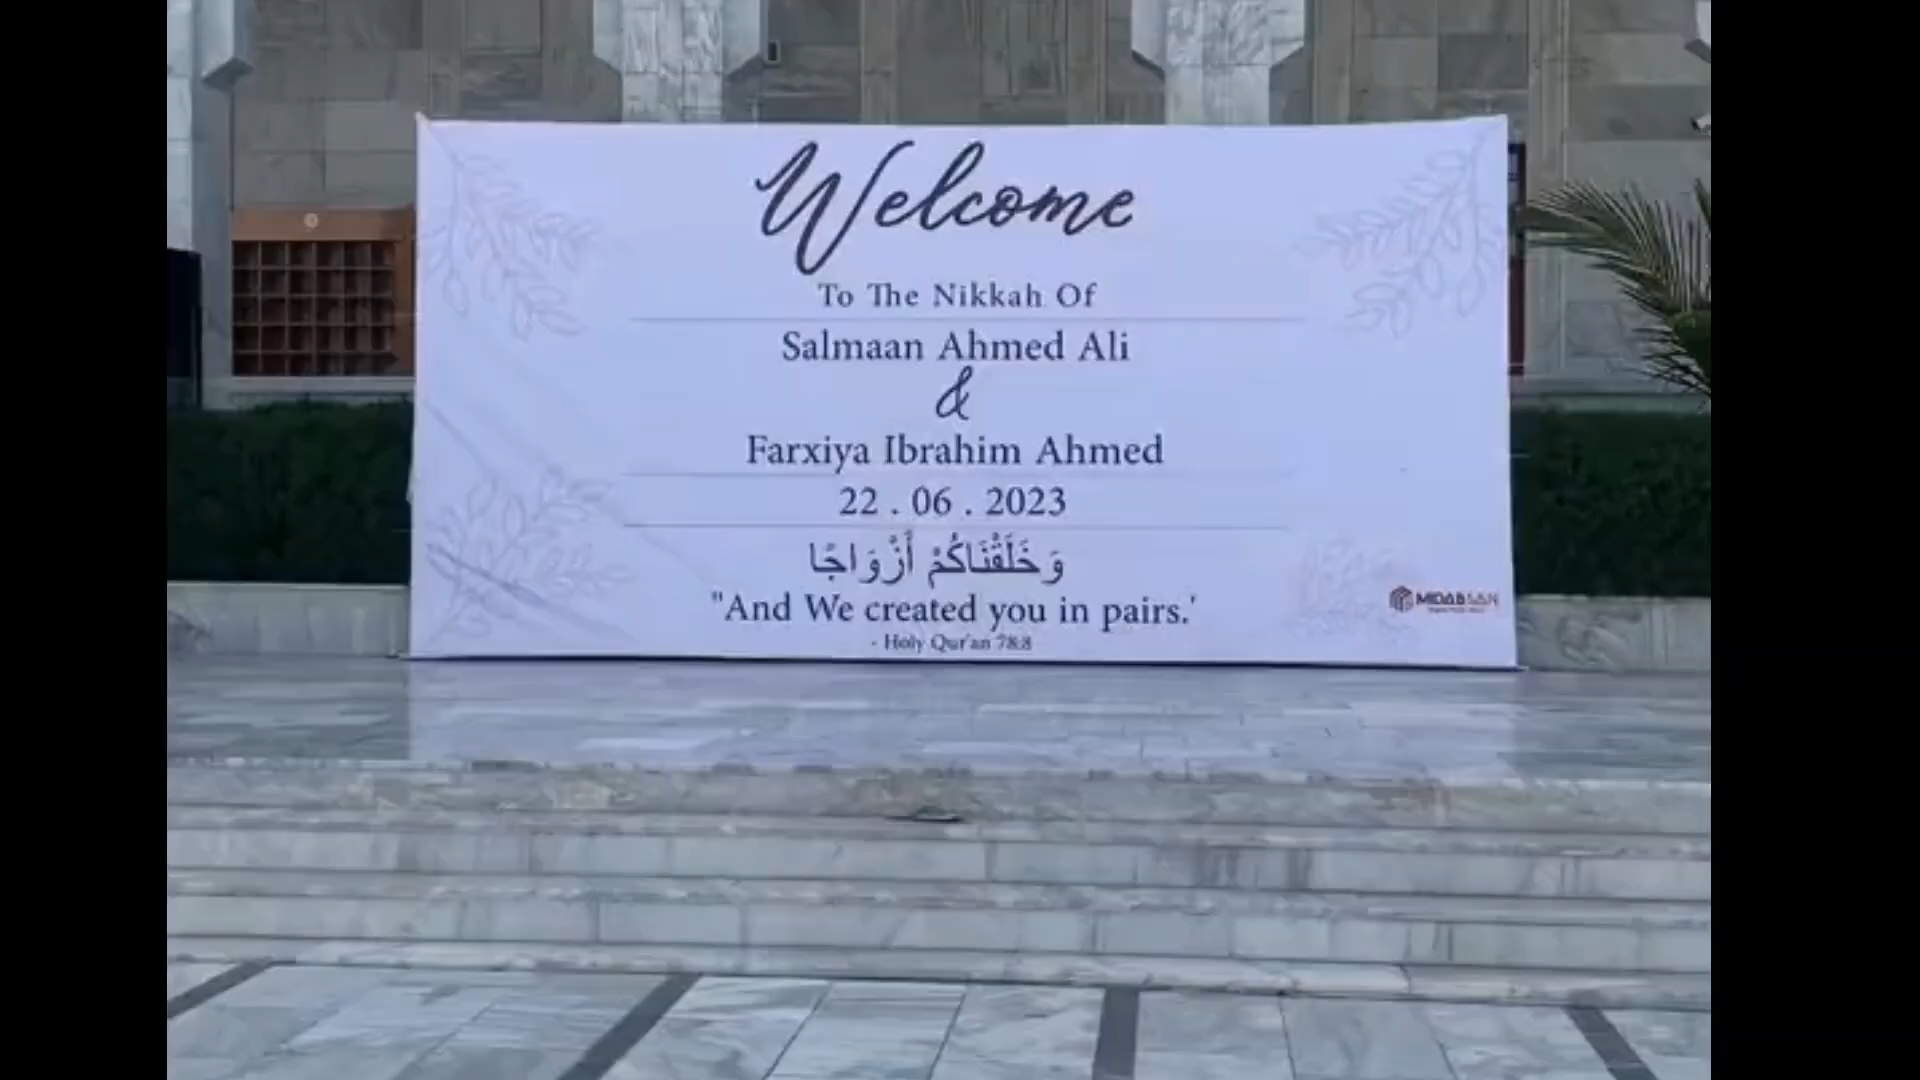 Welcome
To The Nikkah Of
Salmaan Ahmed Ali
&
Farxiya Ibrahim Ahmed
22 . 06 . 2023
وَخَلَقْنَاكُمْ أَزْوَاجًا
"And We created you in pairs.'
- Holy Qur'an 78:8
MIDABSAN